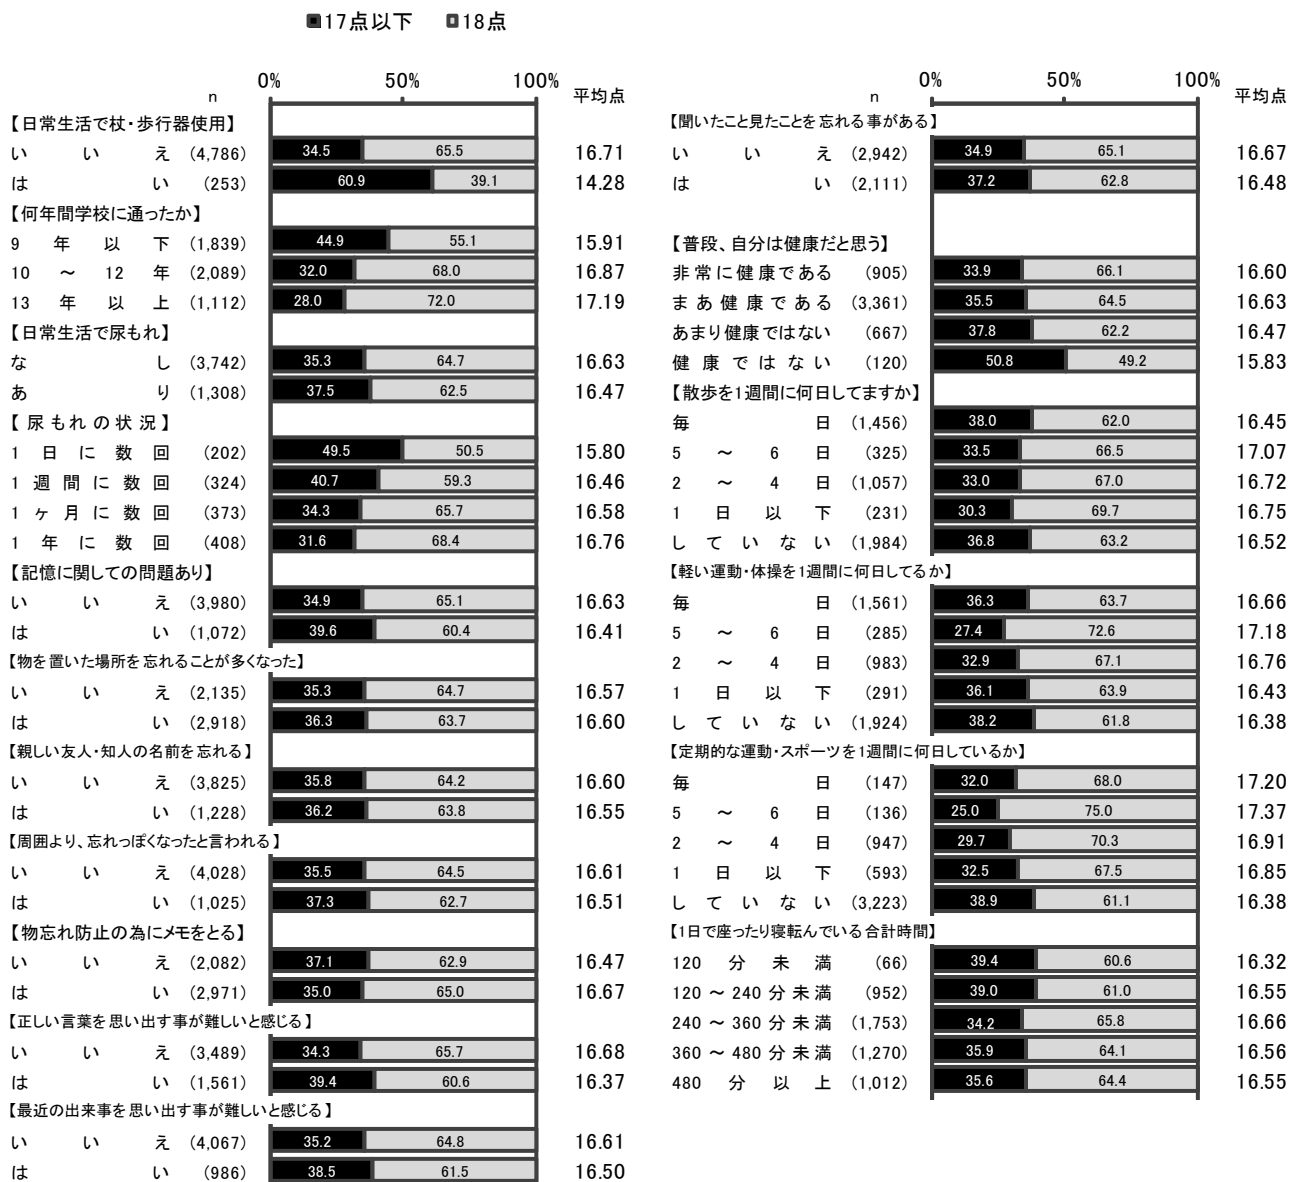 ■17点以下 □18点
0% 50% 100%
n 平均点
【日常生活で杖・歩行器使用】
いいえ (4,786) 34.5 65.5 16.71
はい (253) 60.9 39.1 14.28
【何年間学校に通ったか】
9年以下 (1,839) 44.9 55.1 15.91
10～12年 (2,089) 32.0 68.0 16.87
13年以上 (1,112) 28.0 72.0 17.19
【日常生活で尿もれ】
なし (3,742) 35.3 64.7 16.63
あり (1,308) 37.5 62.5 16.47
【尿もれの状況】
1日に数回 (202) 49.5 50.5 15.80
1週間に数回 (324) 40.7 59.3 16.46
1ヶ月に数回 (373) 34.3 65.7 16.58
1年に数回 (408) 31.6 68.4 16.76
【記憶に関しての問題あり】
いいえ (3,980) 34.9 65.1 16.63
はい (1,072) 39.6 60.4 16.41
【物を置いた場所を忘れることが多くなった】
いいえ (2,135) 35.3 64.7 16.57
はい (2,918) 36.3 63.7 16.60
【親しい友人・知人の名前を忘れる】
いいえ (3,825) 35.8 64.2 16.60
はい (1,228) 36.2 63.8 16.55
【周囲より、忘れっぽくなったと言われる】
いいえ (4,028) 35.5 64.5 16.61
はい (1,025) 37.3 62.7 16.51
【物忘れ防止の為にメモをとる】
いいえ (2,082) 37.1 62.9 16.47
はい (2,971) 35.0 65.0 16.67
【正しい言葉を思い出す事が難しいと感じる】
いいえ (3,489) 34.3 65.7 16.68
はい (1,561) 39.4 60.6 16.37
【最近の出来事を思い出す事が難しいと感じる】
いいえ (4,067) 35.2 64.8 16.61
はい (986) 38.5 61.5 16.50
0% 50% 100%
n 平均点
【聞いたこと見たことを忘れる事がある】
いいえ (2,942) 34.9 65.1 16.67
はい (2,111) 37.2 62.8 16.48
【普段、自分は健康だと思う】
非常に健康である (905) 33.9 66.1 16.60
まあ健康である (3,361) 35.5 64.5 16.63
あまり健康ではない (667) 37.8 62.2 16.47
健康ではない (120) 50.8 49.2 15.83
【散歩を1週間に何日してますか】
毎日 (1,456) 38.0 62.0 16.45
5～6日 (325) 33.5 66.5 17.07
2～4日 (1,057) 33.0 67.0 16.72
1日以下 (231) 30.3 69.7 16.75
していない (1,984) 36.8 63.2 16.52
【軽い運動・体操を1週間に何日してるか】
毎日 (1,561) 36.3 63.7 16.66
5～6日 (285) 27.4 72.6 17.18
2～4日 (983) 32.9 67.1 16.76
1日以下 (291) 36.1 63.9 16.43
していない (1,924) 38.2 61.8 16.38
【定期的な運動・スポーツを1週間に何日しているか】
毎日 (147) 32.0 68.0 17.20
5～6日 (136) 25.0 75.0 17.37
2～4日 (947) 29.7 70.3 16.91
1日以下 (593) 32.5 67.5 16.85
していない (3,223) 38.9 61.1 16.38
【1日で座ったり寝転んでいる合計時間】
120分未満 (66) 39.4 60.6 16.32
120～240分未満 (952) 39.0 61.0 16.55
240～360分未満 (1,753) 34.2 65.8 16.66
360～480分未満 (1,270) 35.9 64.1 16.56
480分以上 (1,012) 35.6 64.4 16.55